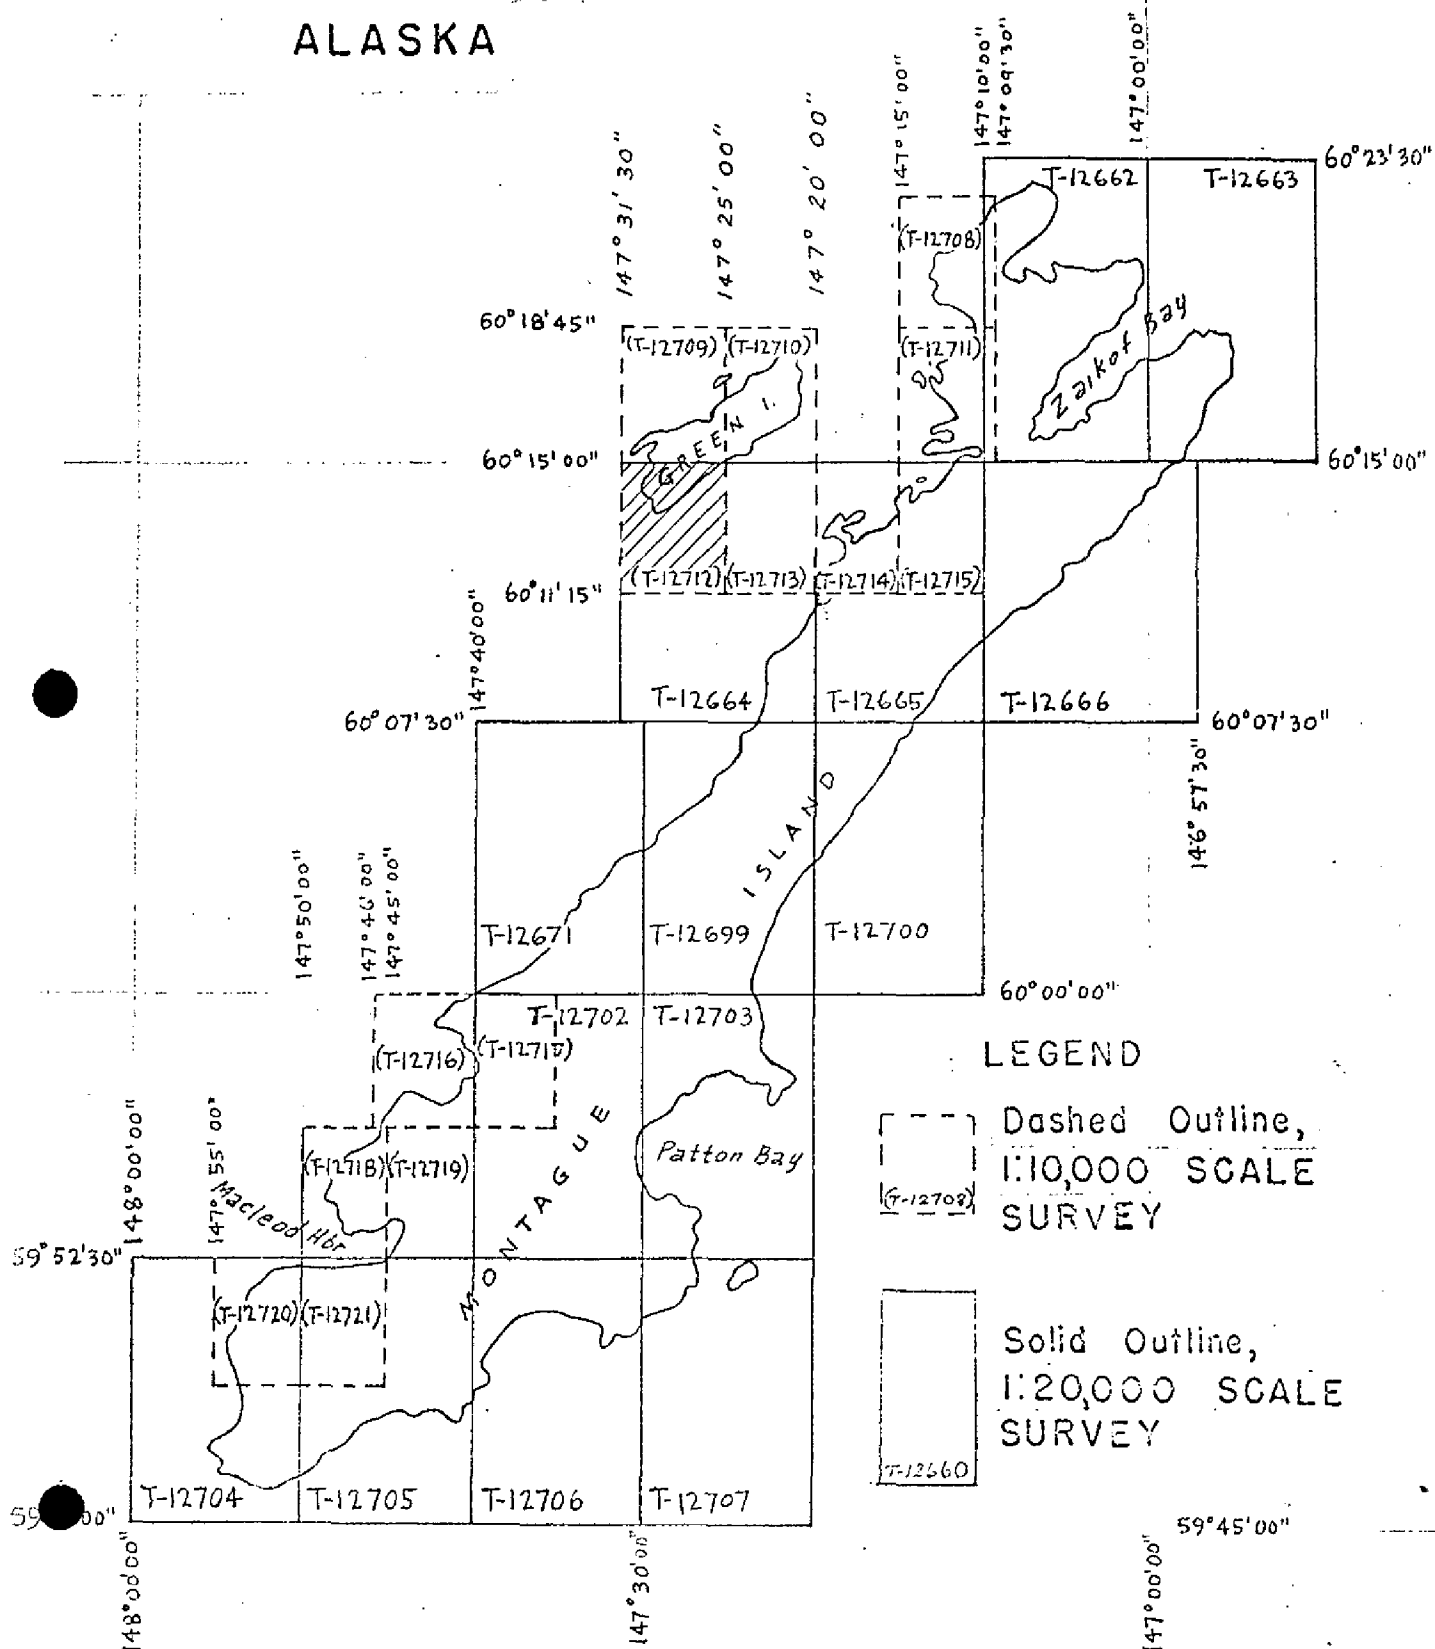 ALASKA
147°31'30"
147°25'00"
147°20'00"
147°15'00"
147°10'00"
147°09'30"
147°00'00"
60°23'30"
T-12662
T-12663
(T-12708)
60°18'45"
(T-12709)
(T-12710)
(T-12711)
Zaikof Bay
GREEN I.
60°15'00"
60°15'00"
60°11'15"
(T-12712)
(T-12713)
(T-12714)
(T-12715)
147°40'00"
T-12664
T-12665
T-12666
60°07'30"
60°07'30"
146°57'30"
ISLAND
147°50'00"
147°46'00"
147°45'00"
T-12671
T-12699
T-12700
60°00'00"
T-12702
T-12703
(T-12716)
LEGEND
148°00'00"
147°55'00"
Dashed Outline,
1:10,000 SCALE
SURVEY
(T-12708)
(T-12718)
(T-12719)
Patton Bay
Macleod Hbr
MONTAGUE
59°52'30"
(T-12720)
(T-12721)
Solid Outline,
1:20,000 SCALE
SURVEY
T-12660
T-12704
T-12705
T-12706
T-12707
59°45'00"
148°00'00"
147°30'00"
147°00'00"